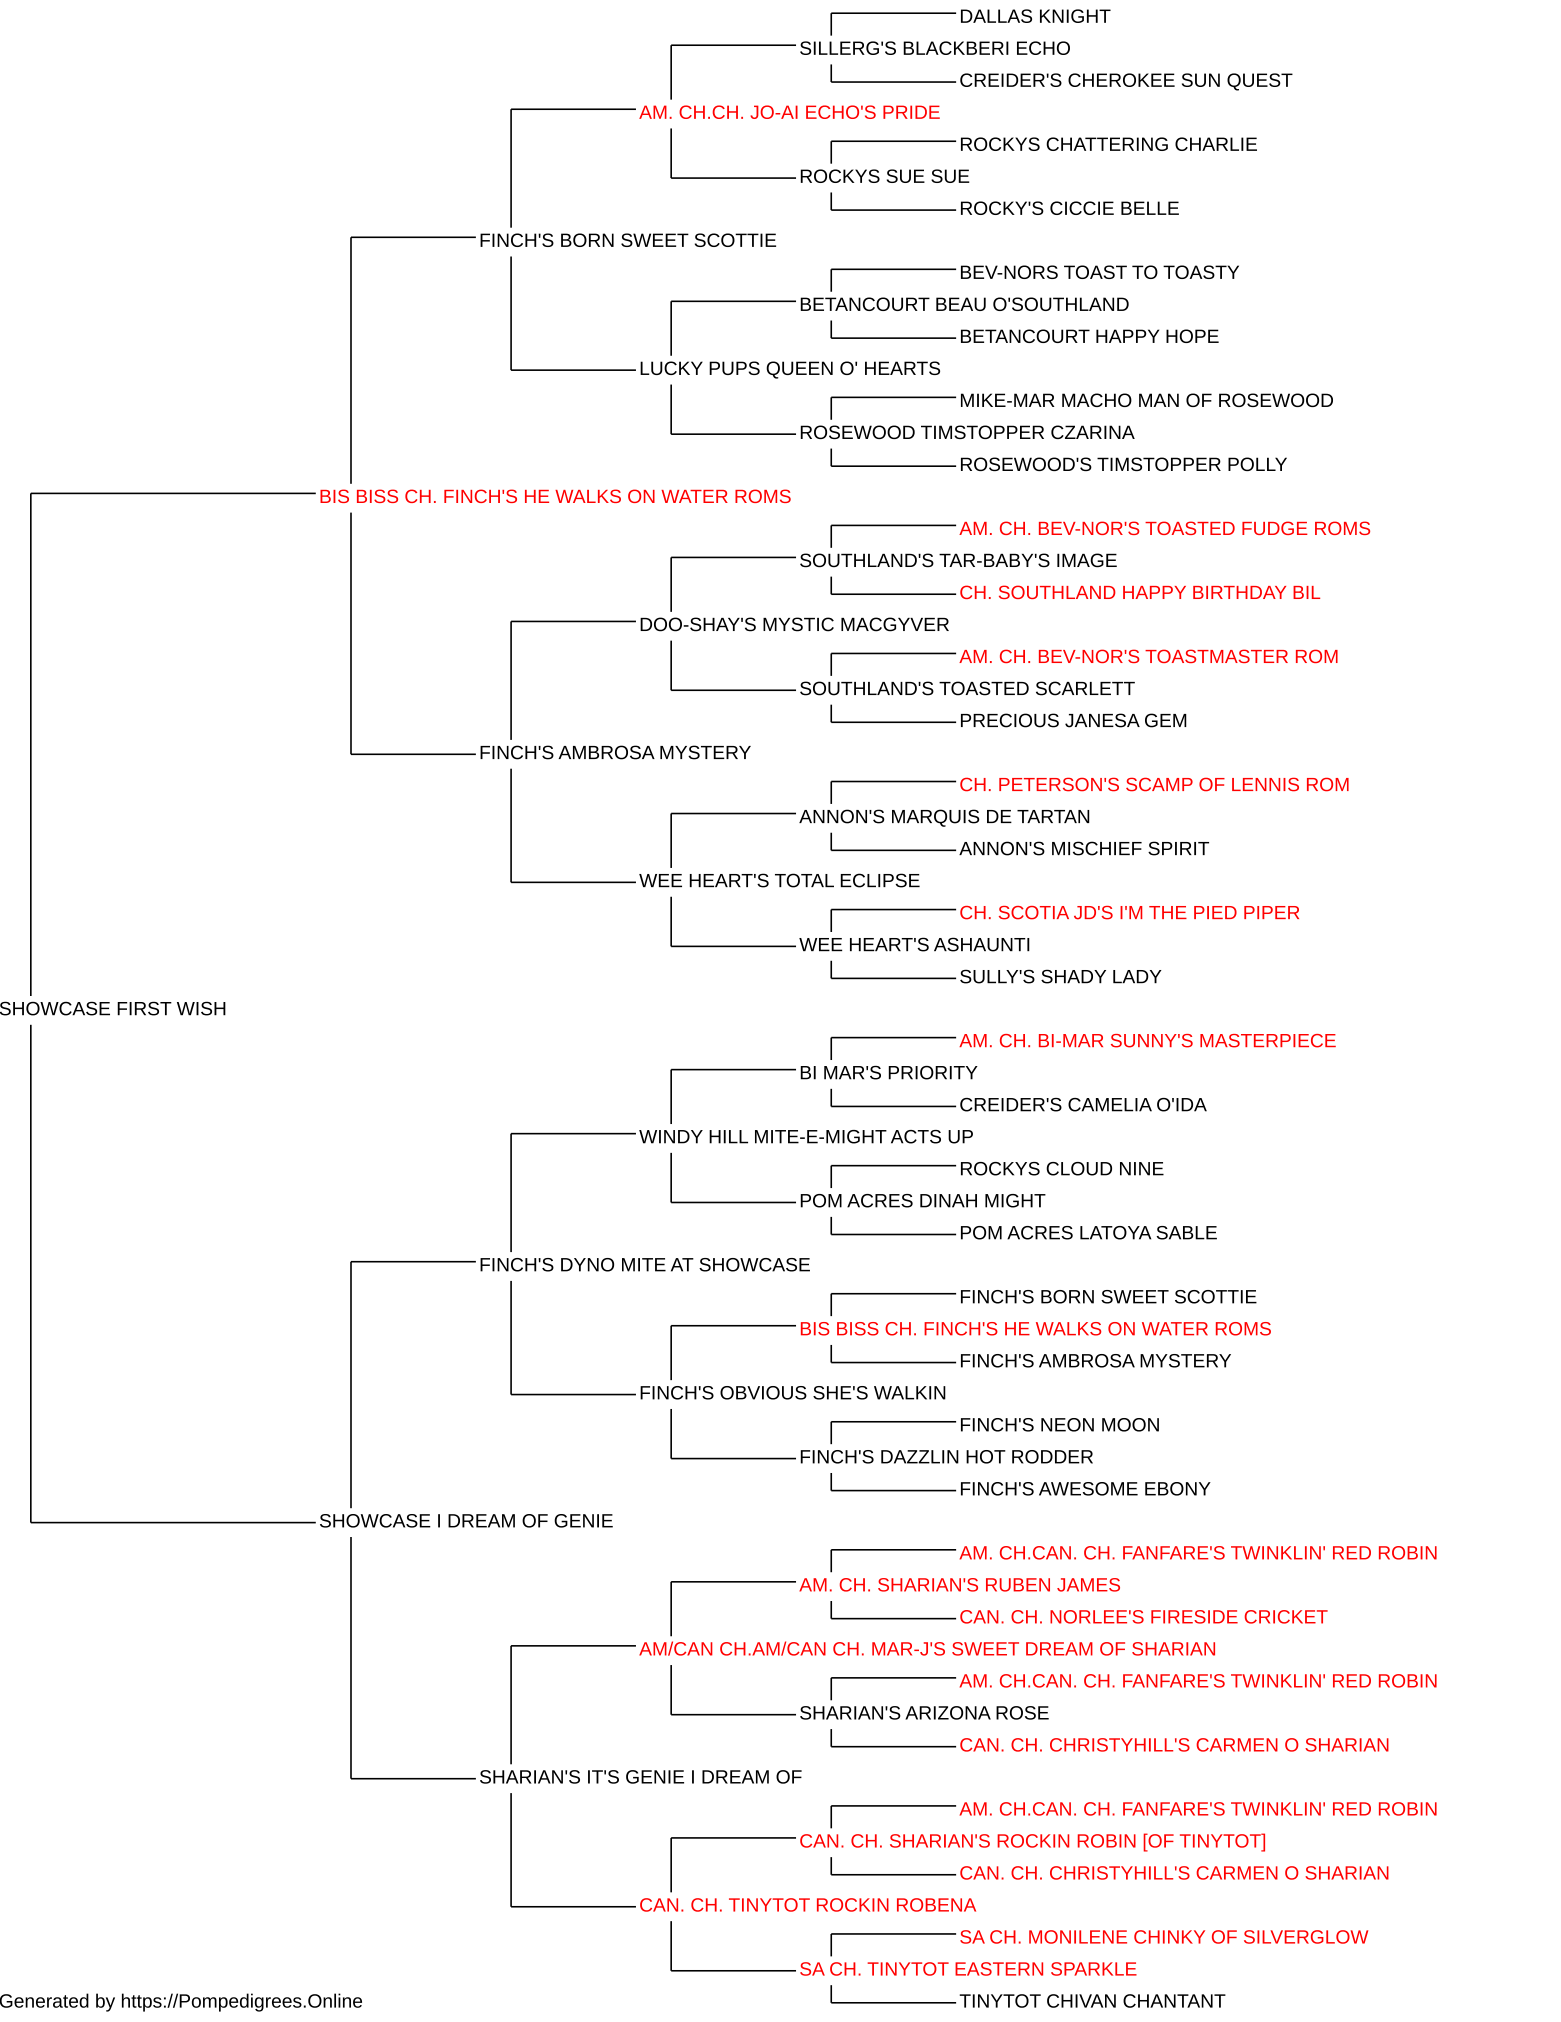 DALLAS KNIGHT
SILLERG'S BLACKBERI ECHO
CREIDER'S CHEROKEE SUN QUEST
AM. CH.CH. JO-AI ECHO'S PRIDE
ROCKYS CHATTERING CHARLIE
ROCKYS SUE SUE
ROCKY'S CICCIE BELLE
FINCH'S BORN SWEET SCOTTIE
BEV-NORS TOAST TO TOASTY
BETANCOURT BEAU O'SOUTHLAND
BETANCOURT HAPPY HOPE
LUCKY PUPS QUEEN O' HEARTS
MIKE-MAR MACHO MAN OF ROSEWOOD
ROSEWOOD TIMSTOPPER CZARINA
ROSEWOOD'S TIMSTOPPER POLLY
BIS BISS CH. FINCH'S HE WALKS ON WATER ROMS
AM. CH. BEV-NOR'S TOASTED FUDGE ROMS
SOUTHLAND'S TAR-BABY'S IMAGE
CH. SOUTHLAND HAPPY BIRTHDAY BIL
DOO-SHAY'S MYSTIC MACGYVER
AM. CH. BEV-NOR'S TOASTMASTER ROM
SOUTHLAND'S TOASTED SCARLETT
PRECIOUS JANESA GEM
FINCH'S AMBROSA MYSTERY
CH. PETERSON'S SCAMP OF LENNIS ROM
ANNON'S MARQUIS DE TARTAN
ANNON'S MISCHIEF SPIRIT
WEE HEART'S TOTAL ECLIPSE
CH. SCOTIA JD'S I'M THE PIED PIPER
WEE HEART'S ASHAUNTI
SULLY'S SHADY LADY
SHOWCASE FIRST WISH
AM. CH. BI-MAR SUNNY'S MASTERPIECE
BI MAR'S PRIORITY
CREIDER'S CAMELIA O'IDA
WINDY HILL MITE-E-MIGHT ACTS UP
ROCKYS CLOUD NINE
POM ACRES DINAH MIGHT
POM ACRES LATOYA SABLE
FINCH'S DYNO MITE AT SHOWCASE
FINCH'S BORN SWEET SCOTTIE
BIS BISS CH. FINCH'S HE WALKS ON WATER ROMS
FINCH'S AMBROSA MYSTERY
FINCH'S OBVIOUS SHE'S WALKIN
FINCH'S NEON MOON
FINCH'S DAZZLIN HOT RODDER
FINCH'S AWESOME EBONY
SHOWCASE I DREAM OF GENIE
AM. CH.CAN. CH. FANFARE'S TWINKLIN' RED ROBIN
AM. CH. SHARIAN'S RUBEN JAMES
CAN. CH. NORLEE'S FIRESIDE CRICKET
AM/CAN CH.AM/CAN CH. MAR-J'S SWEET DREAM OF SHARIAN
AM. CH.CAN. CH. FANFARE'S TWINKLIN' RED ROBIN
SHARIAN'S ARIZONA ROSE
CAN. CH. CHRISTYHILL'S CARMEN O SHARIAN
SHARIAN'S IT'S GENIE I DREAM OF
AM. CH.CAN. CH. FANFARE'S TWINKLIN' RED ROBIN
CAN. CH. SHARIAN'S ROCKIN ROBIN [OF TINYTOT]
CAN. CH. CHRISTYHILL'S CARMEN O SHARIAN
CAN. CH. TINYTOT ROCKIN ROBENA
SA CH. MONILENE CHINKY OF SILVERGLOW
SA CH. TINYTOT EASTERN SPARKLE
TINYTOT CHIVAN CHANTANT
Generated by https://Pompedigrees.Online